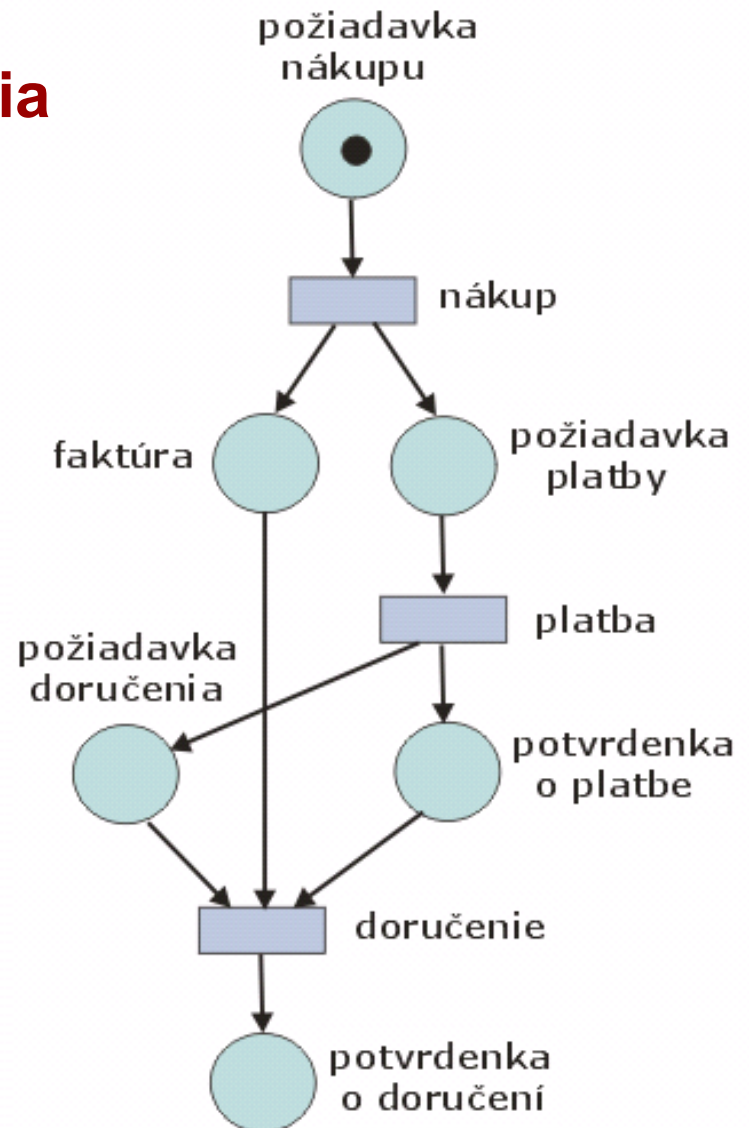 požiadavka
nákupu
ia
nákup
faktúra
požiadavka
platby
platba
požiadavka
doručenia
potvrdenka
o platbe
doručenie
potvrdenka
o doručení